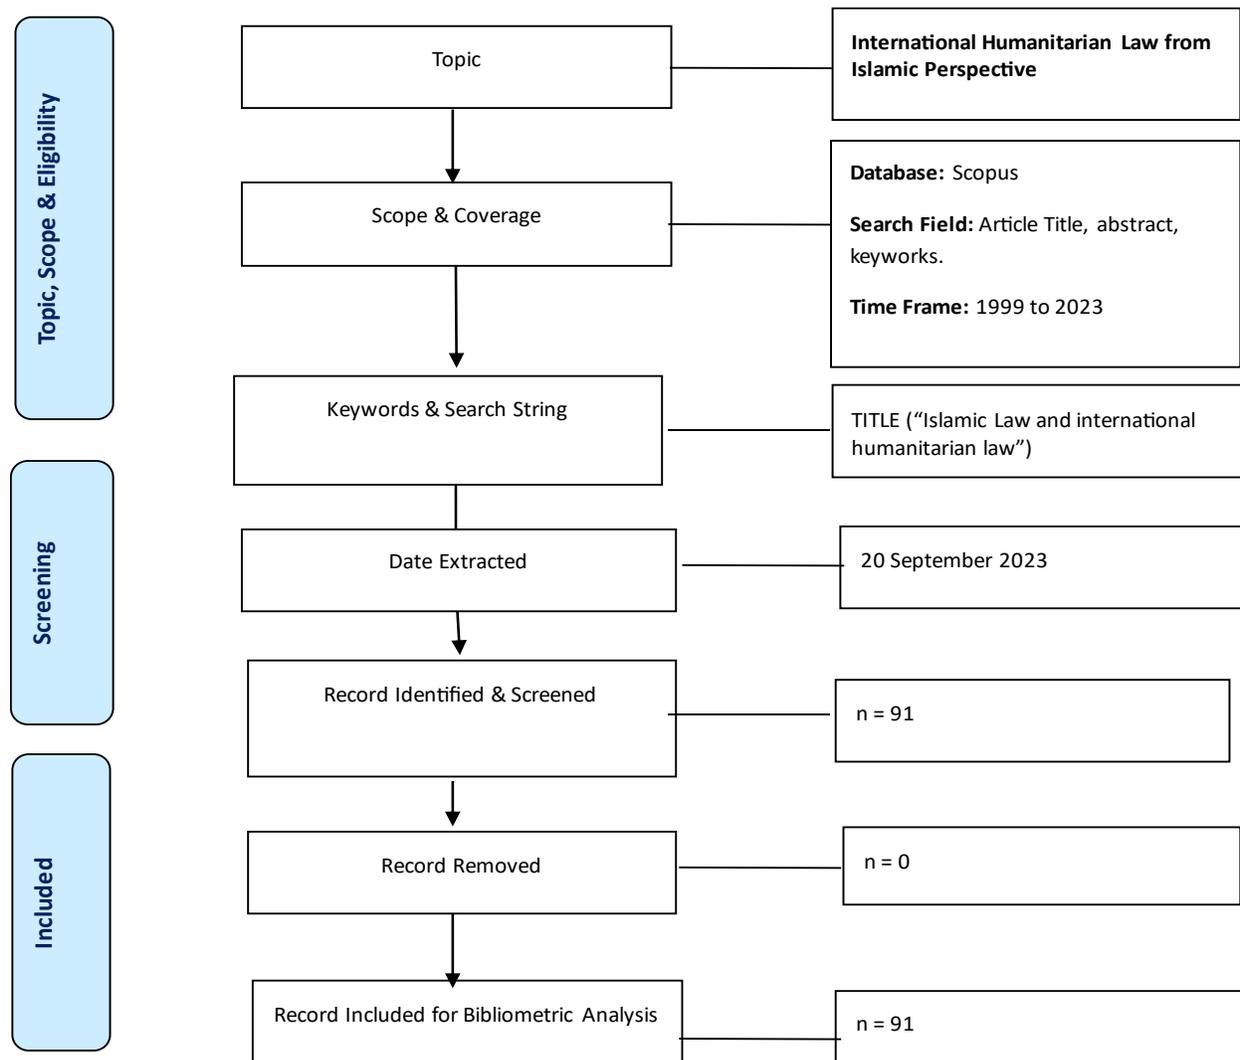 Topic, Scope & Eligibility
Topic
International Humanitarian Law from
Islamic Perspective
Scope & Coverage
Database: Scopus
Search Field: Article Title, abstract,
keyworks.
Time Frame: 1999 to 2023
Keywords & Search String
TITLE (“Islamic Law and international
humanitarian law”)
Screening
Date Extracted
20 September 2023
Record Identified & Screened
n = 91
Included
Record Removed
n = 0
Record Included for Bibliometric Analysis
n = 91